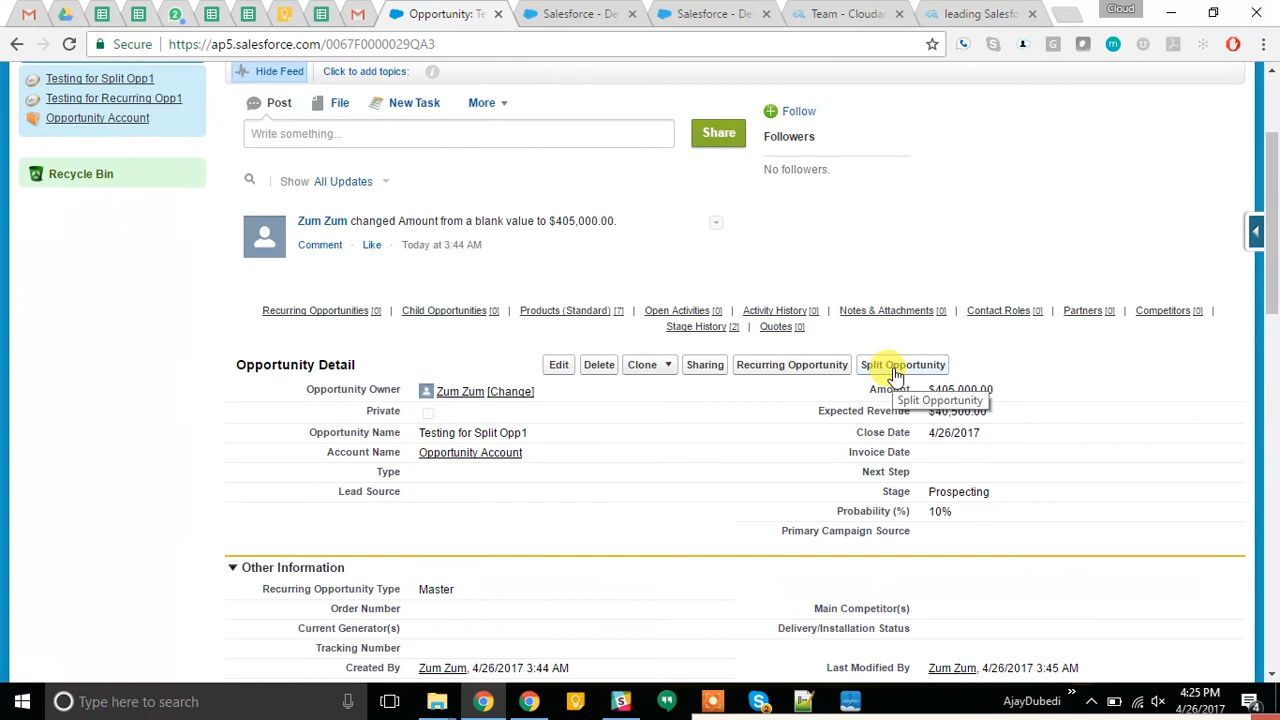 Opportunity: Te
Salesforce - De
Salesforce - De
Team - Clouda
leading Salesfo
Cloud
Secure
https://ap5.salesforce.com/0067F0000029QA3
Testing for Split Opp1
Testing for Recurring Opp1
Opportunity Account
Recycle Bin
Hide Feed
Click to add topics:
Post File New Task More
Write something...
Share
Follow
Followers
No followers.
Show All Updates
Zum Zum changed Amount from a blank value to $405,000.00.
Comment · Like · Today at 3:44 AM
Recurring Opportunities [0] | Child Opportunities [0] | Products (Standard) [7] | Open Activities [0] | Activity History [0] | Notes & Attachments [0] | Contact Roles [0] | Partners [0] | Competitors [0] |
Stage History [2] | Quotes [0]
Opportunity Detail
Edit Delete Clone Sharing Recurring Opportunity Split Opportunity
Opportunity Owner Zum Zum [Change] Amount $405,000.00
Split Opportunity
Private Expected Revenue $40,500.00
Opportunity Name Testing for Split Opp1 Close Date 4/26/2017
Account Name Opportunity Account Invoice Date
Type Next Step
Lead Source Stage Prospecting
Probability (%) 10%
Primary Campaign Source
Other Information
Recurring Opportunity Type Master
Order Number Main Competitor(s)
Current Generator(s) Delivery/Installation Status
Tracking Number
Created By Zum Zum, 4/26/2017 3:44 AM Last Modified By Zum Zum, 4/26/2017 3:45 AM
Type here to search
AjayDubedi
4:25 PM
4/26/2017